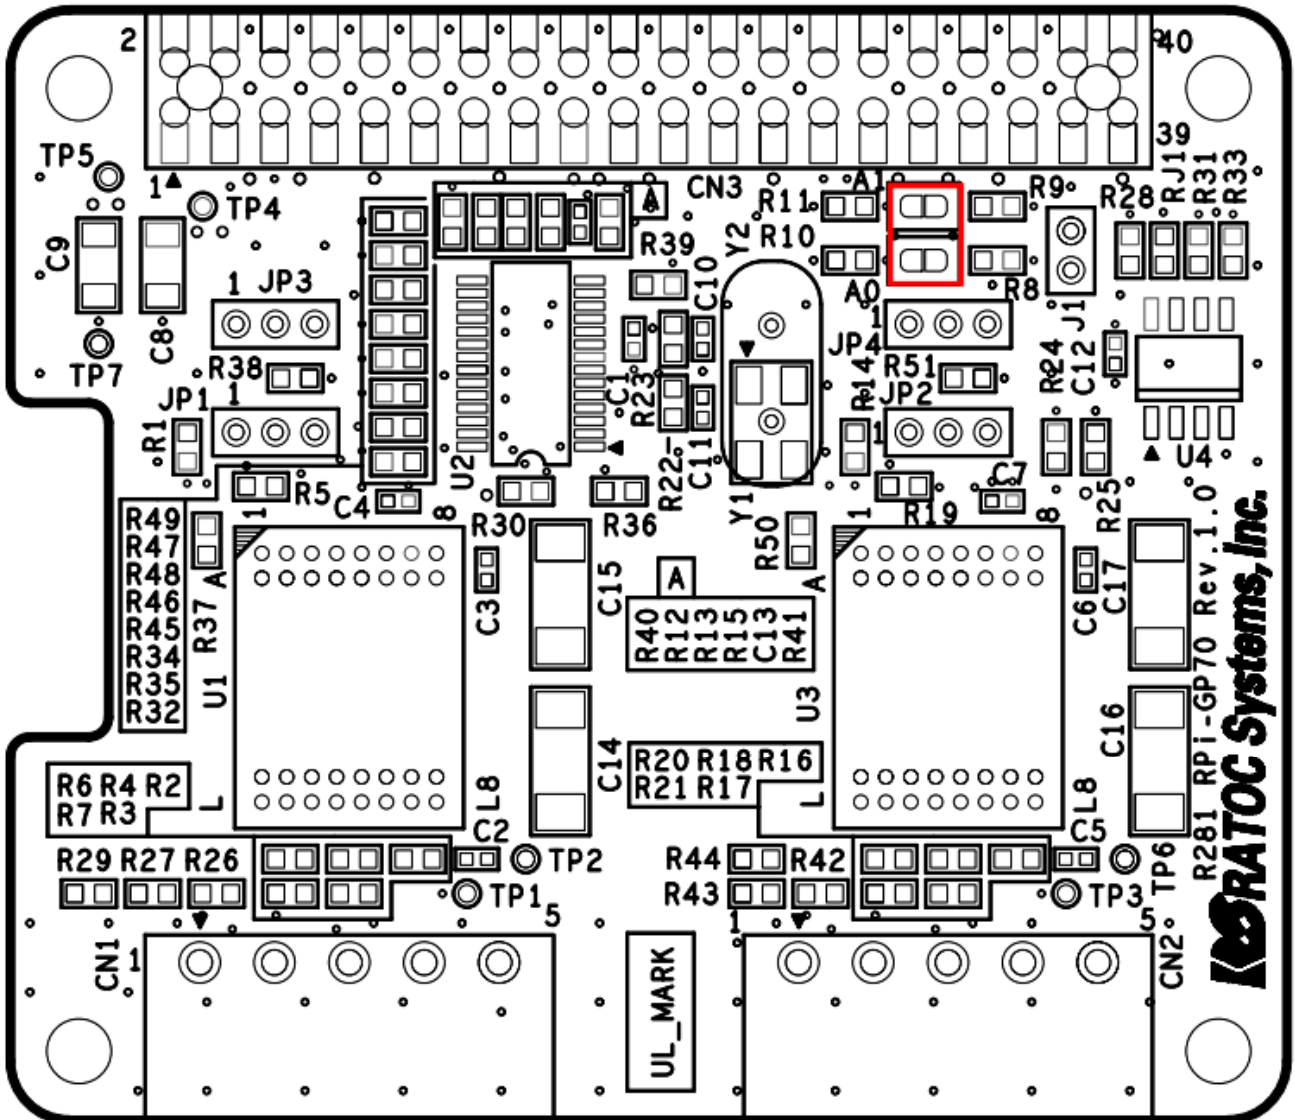 2
40
39
TP5
1
TP4
CN3
R11
A1
R9
R28
RJ1
R31
R33
R39
Y2
R10
C9
C10
A0
R8
J1
1 JP3
C8
TP7
R38
JP4
1
R51
R24
C12
JP1
1
C1
R23
R14
JP2
1
R1
U2
R22
C11
Y1
U4
R5
C4
R30
R36
R19
C7
R25
1
8
1
8
R49
R47
R48
R46
R45
R34
R35
R32
R37
A
C3
C15
R50
A
C6
C17
A
R40
R12
R13
R15
C13
R41
U1
U3
C14
C16
R20 R18 R16
R21 R17
R6 R4 R2
R7 R3
L
8
L
8
C2
C5
R29 R27 R26
TP2
R44
R42
TP6
TP1
R43
TP3
CN1
1
5
1
5
CN2
UL_MARK
R281 RPi-GP70 Rev.1.0
RATOC Systems, Inc.